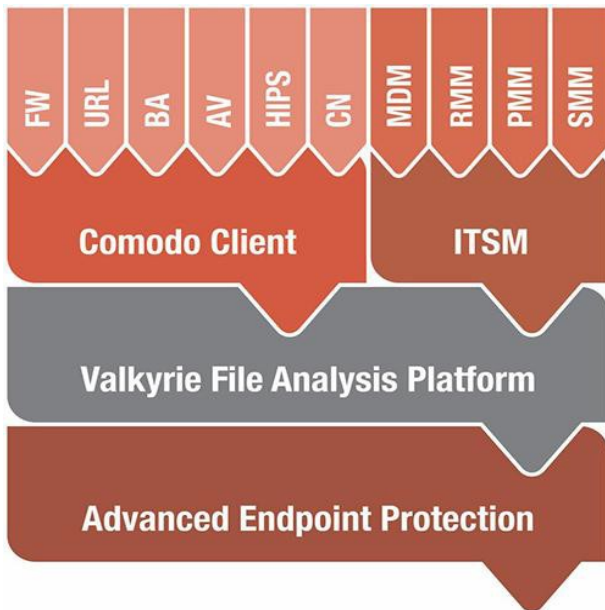 FW
URL
BA
AV
HIPS
CN
MDM
RMM
PMM
SMM
Comodo Client
ITSM
Valkyrie File Analysis Platform
Advanced Endpoint Protection